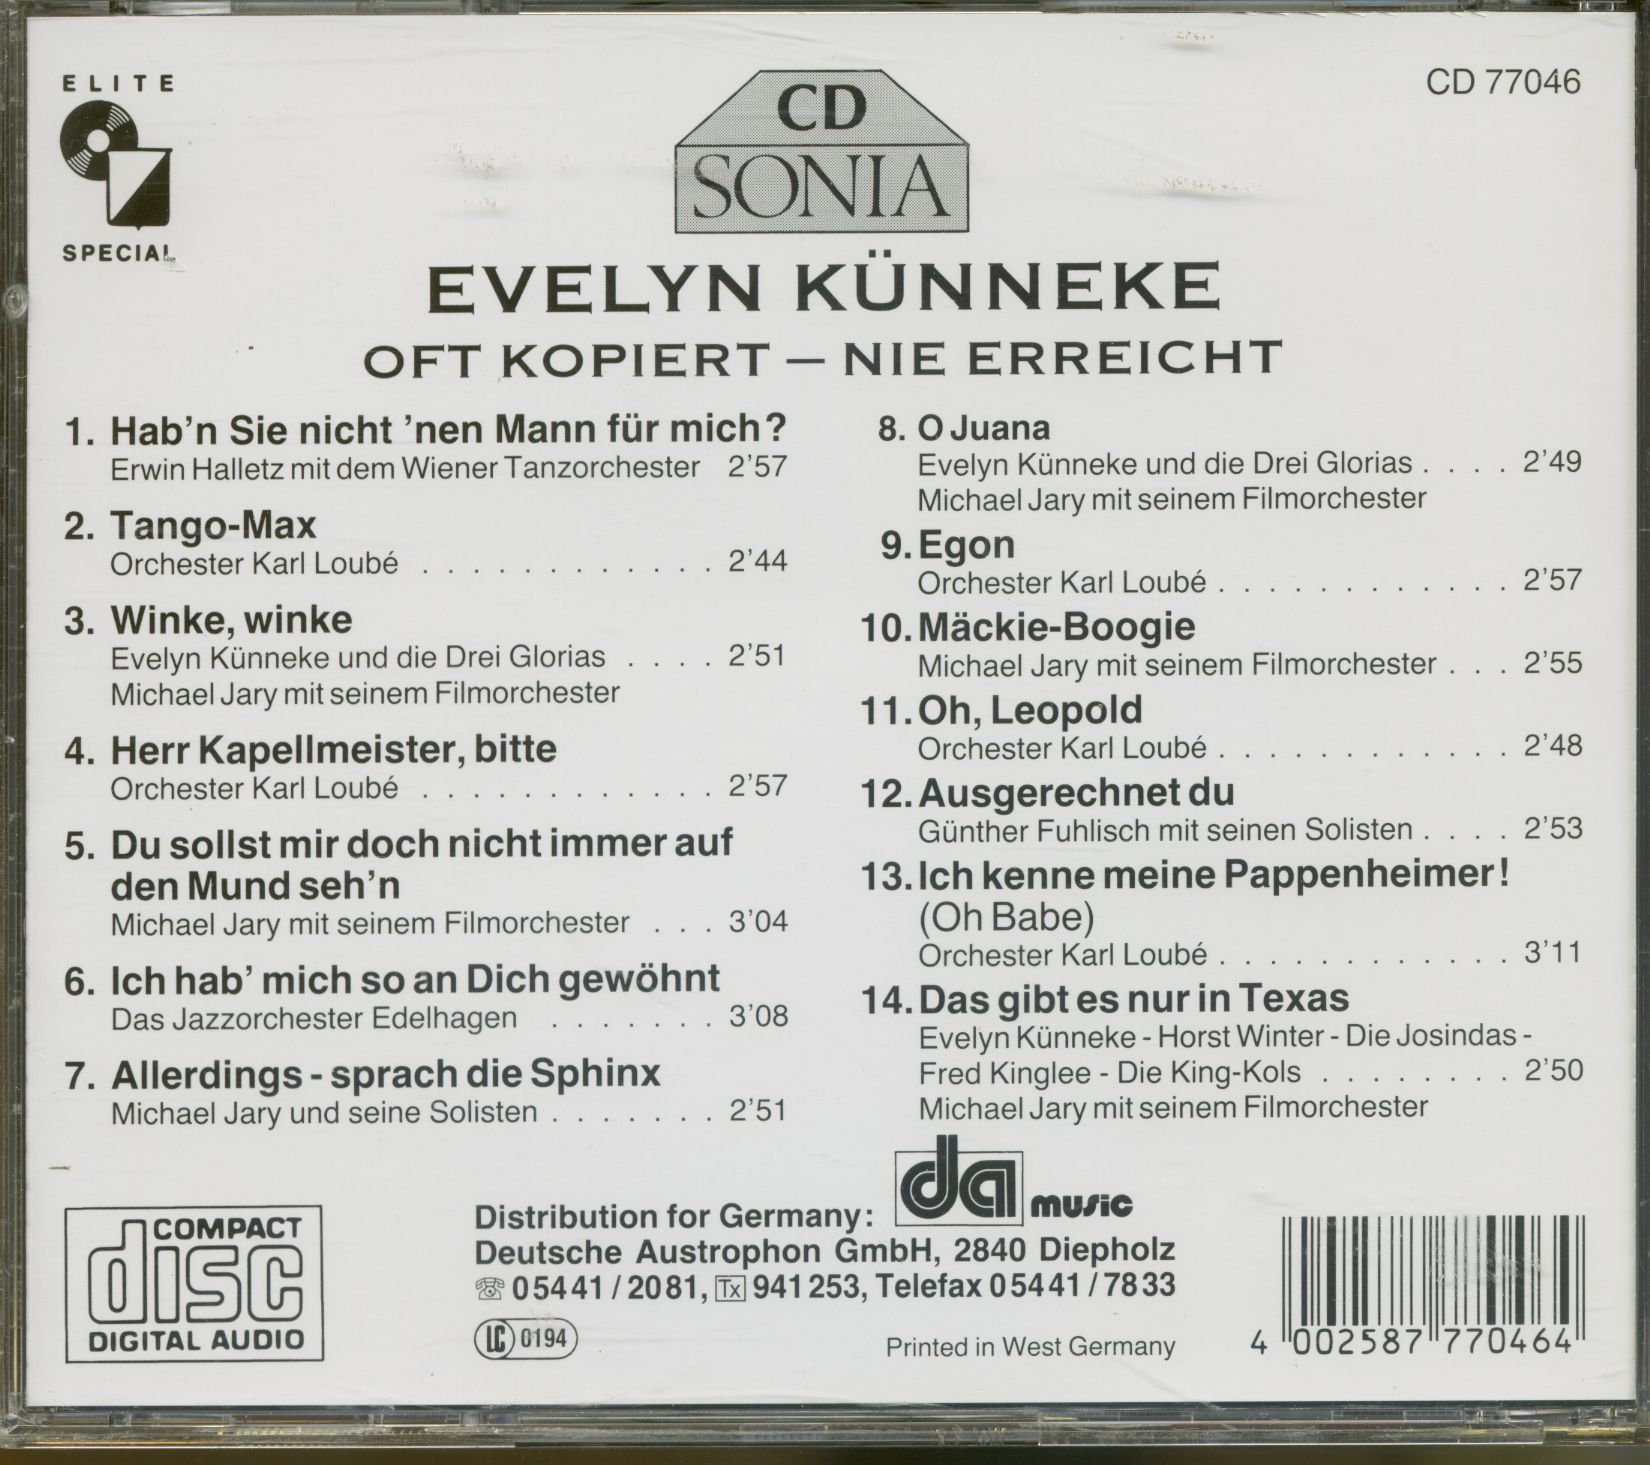 ELITE
SPECIAL
CD
SONIA
CD 77046
EVELYN KÜNNEKE
OFT KOPIERT – NIE ERREICHT
1. Hab'n Sie nicht 'nen Mann für mich?
Erwin Halletz mit dem Wiener Tanzorchester 2'57
2. Tango-Max
Orchester Karl Loubé . . . . . . . . . . . . . 2'44
3. Winke, winke
Evelyn Künneke und die Drei Glorias . . . . 2'51
Michael Jary mit seinem Filmorchester
4. Herr Kapellmeister, bitte
Orchester Karl Loubé . . . . . . . . . . . . . 2'57
5. Du sollst mir doch nicht immer auf
den Mund seh'n
Michael Jary mit seinem Filmorchester . . . 3'04
6. Ich hab' mich so an Dich gewöhnt
Das Jazzorchester Edelhagen . . . . . . . 3'08
7. Allerdings - sprach die Sphinx
Michael Jary und seine Solisten . . . . . . . 2'51
8. O Juana
Evelyn Künneke und die Drei Glorias . . . . 2'49
Michael Jary mit seinem Filmorchester
9. Egon
Orchester Karl Loubé . . . . . . . . . . . . 2'57
10. Mäckie-Boogie
Michael Jary mit seinem Filmorchester . . . 2'55
11. Oh, Leopold
Orchester Karl Loubé . . . . . . . . . . . . 2'48
12. Ausgerechnet du
Günther Fuhlisch mit seinen Solisten . . . . 2'53
13. Ich kenne meine Pappenheimer!
(Oh Babe)
Orchester Karl Loubé . . . . . . . . . . . . 3'11
14. Das gibt es nur in Texas
Evelyn Künneke - Horst Winter - Die Josindas -
Fred Kinglee - Die King-Kols . . . . . . . . 2'50
Michael Jary mit seinem Filmorchester
COMPACT
disc
DIGITAL AUDIO
da music
Distribution for Germany:
Deutsche Austrophon GmbH, 2840 Diepholz
☏ 05441/2081, Tx 941253, Telefax 05441/7833
LC 0194
Printed in West Germany
4 002587 770464